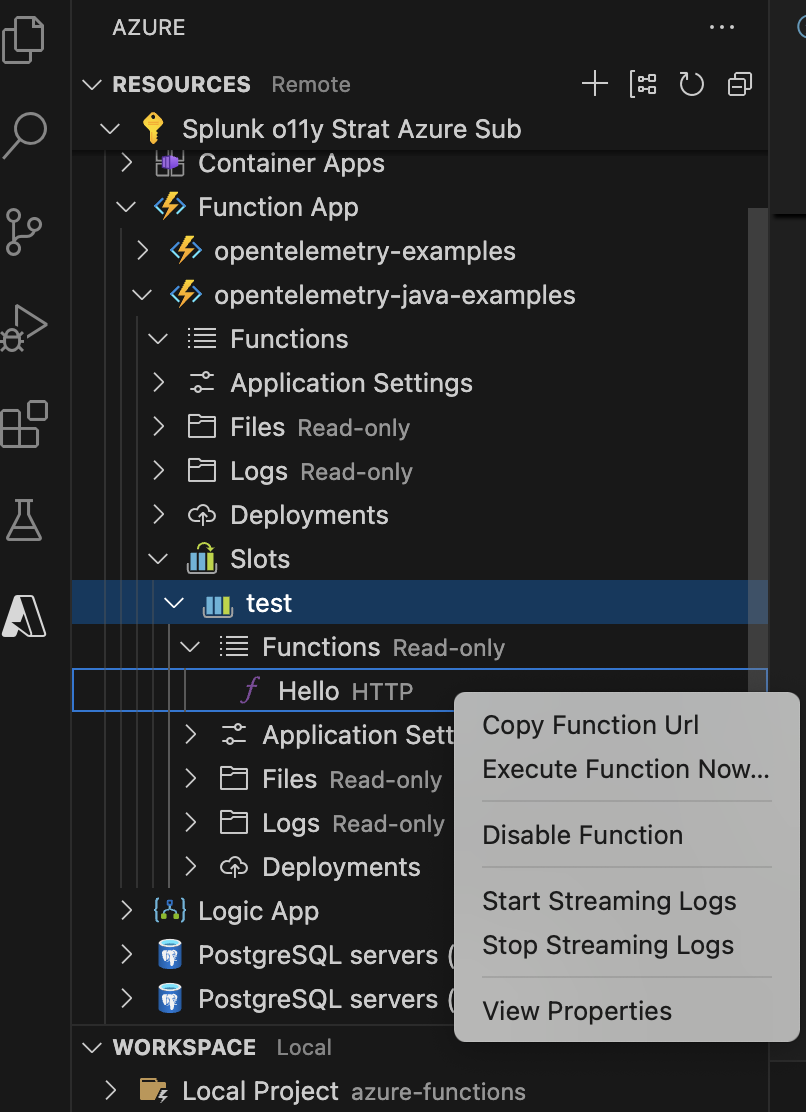 AZURE
RESOURCES Remote
Splunk o11y Strat Azure Sub
Container Apps
Function App
opentelemetry-examples
opentelemetry-java-examples
Functions
Application Settings
Files Read-only
Logs Read-only
Deployments
Slots
test
Functions Read-only
Hello HTTP
Application Sett
Files Read-only
Logs Read-only
Deployments
Logic App
PostgreSQL servers (
PostgreSQL servers (
Copy Function Url
Execute Function Now...
Disable Function
Start Streaming Logs
Stop Streaming Logs
View Properties
WORKSPACE Local
Local Project azure-functions